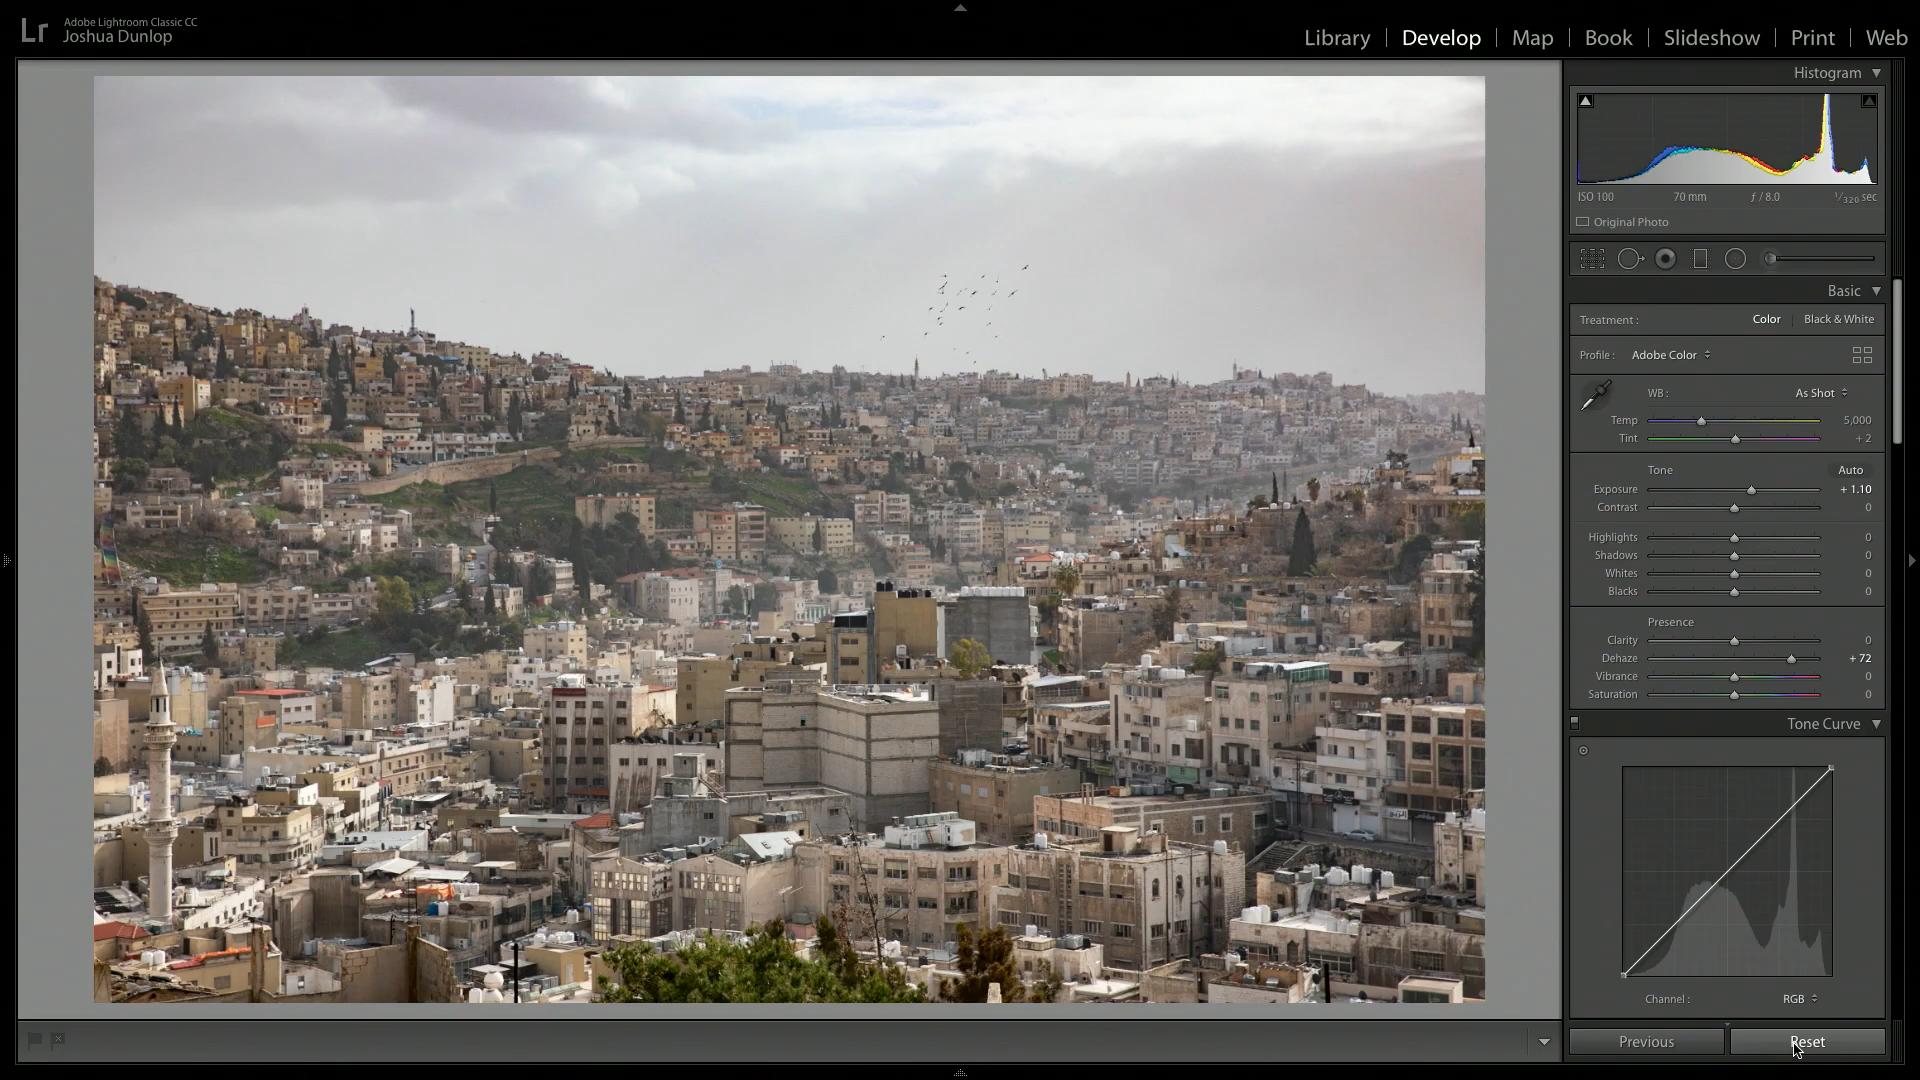 Lr
Adobe Lightroom Classic CC
Joshua Dunlop
Library | Develop | Map | Book | Slideshow | Print | Web
Histogram
ISO 100 70 mm ƒ / 8.0 1/320 sec
Original Photo
Basic
Treatment : Color Black & White
Profile : Adobe Color
WB : As Shot
Temp 5,000
Tint + 2
Tone Auto
Exposure + 1.10
Contrast 0
Highlights 0
Shadows 0
Whites 0
Blacks 0
Presence
Clarity 0
Dehaze + 72
Vibrance 0
Saturation 0
Tone Curve
Channel : RGB
Previous Reset